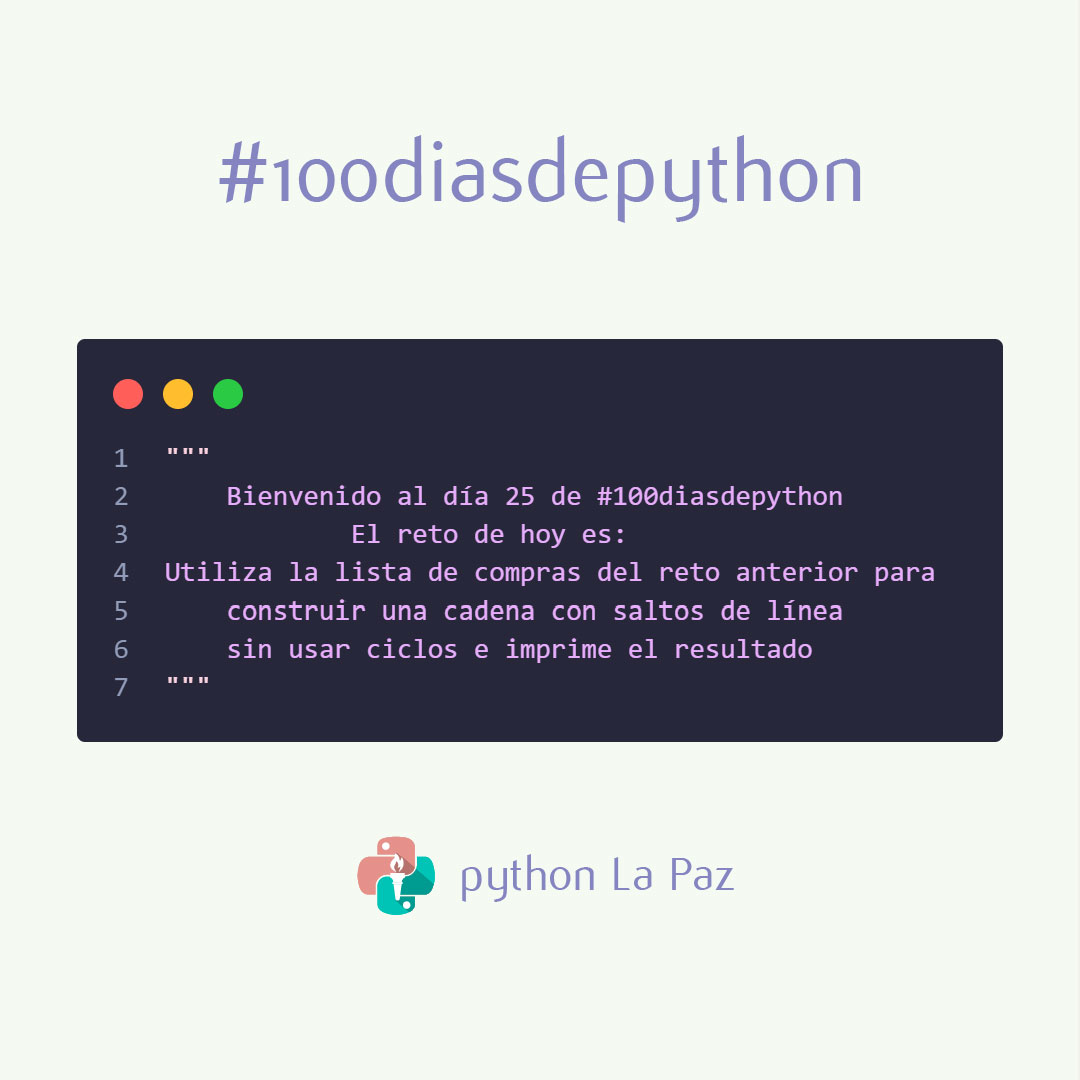 #100diasdepython
1 """
2 Bienvenido al día 25 de #100diasdepython
3 El reto de hoy es:
4 Utiliza la lista de compras del reto anterior para
5 construir una cadena con saltos de línea
6 sin usar ciclos e imprime el resultado
7 """
python La Paz